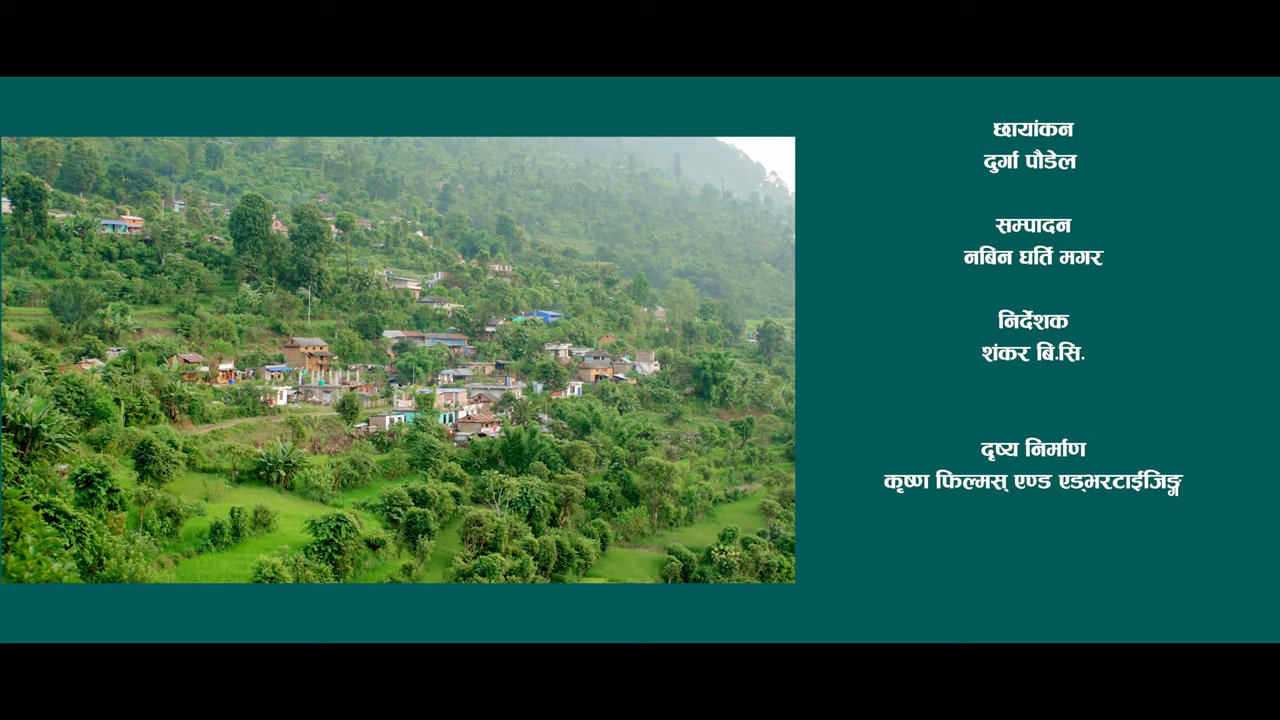 छायांकन
दुर्गा पौडेल
सम्पादन
नबिन घर्ति मगर
निर्देशक
शंकर बि.सि.
दृष्य निर्माण
कृष्ण फिल्मस् एण्ड एड्भरटाईजिङ्ग